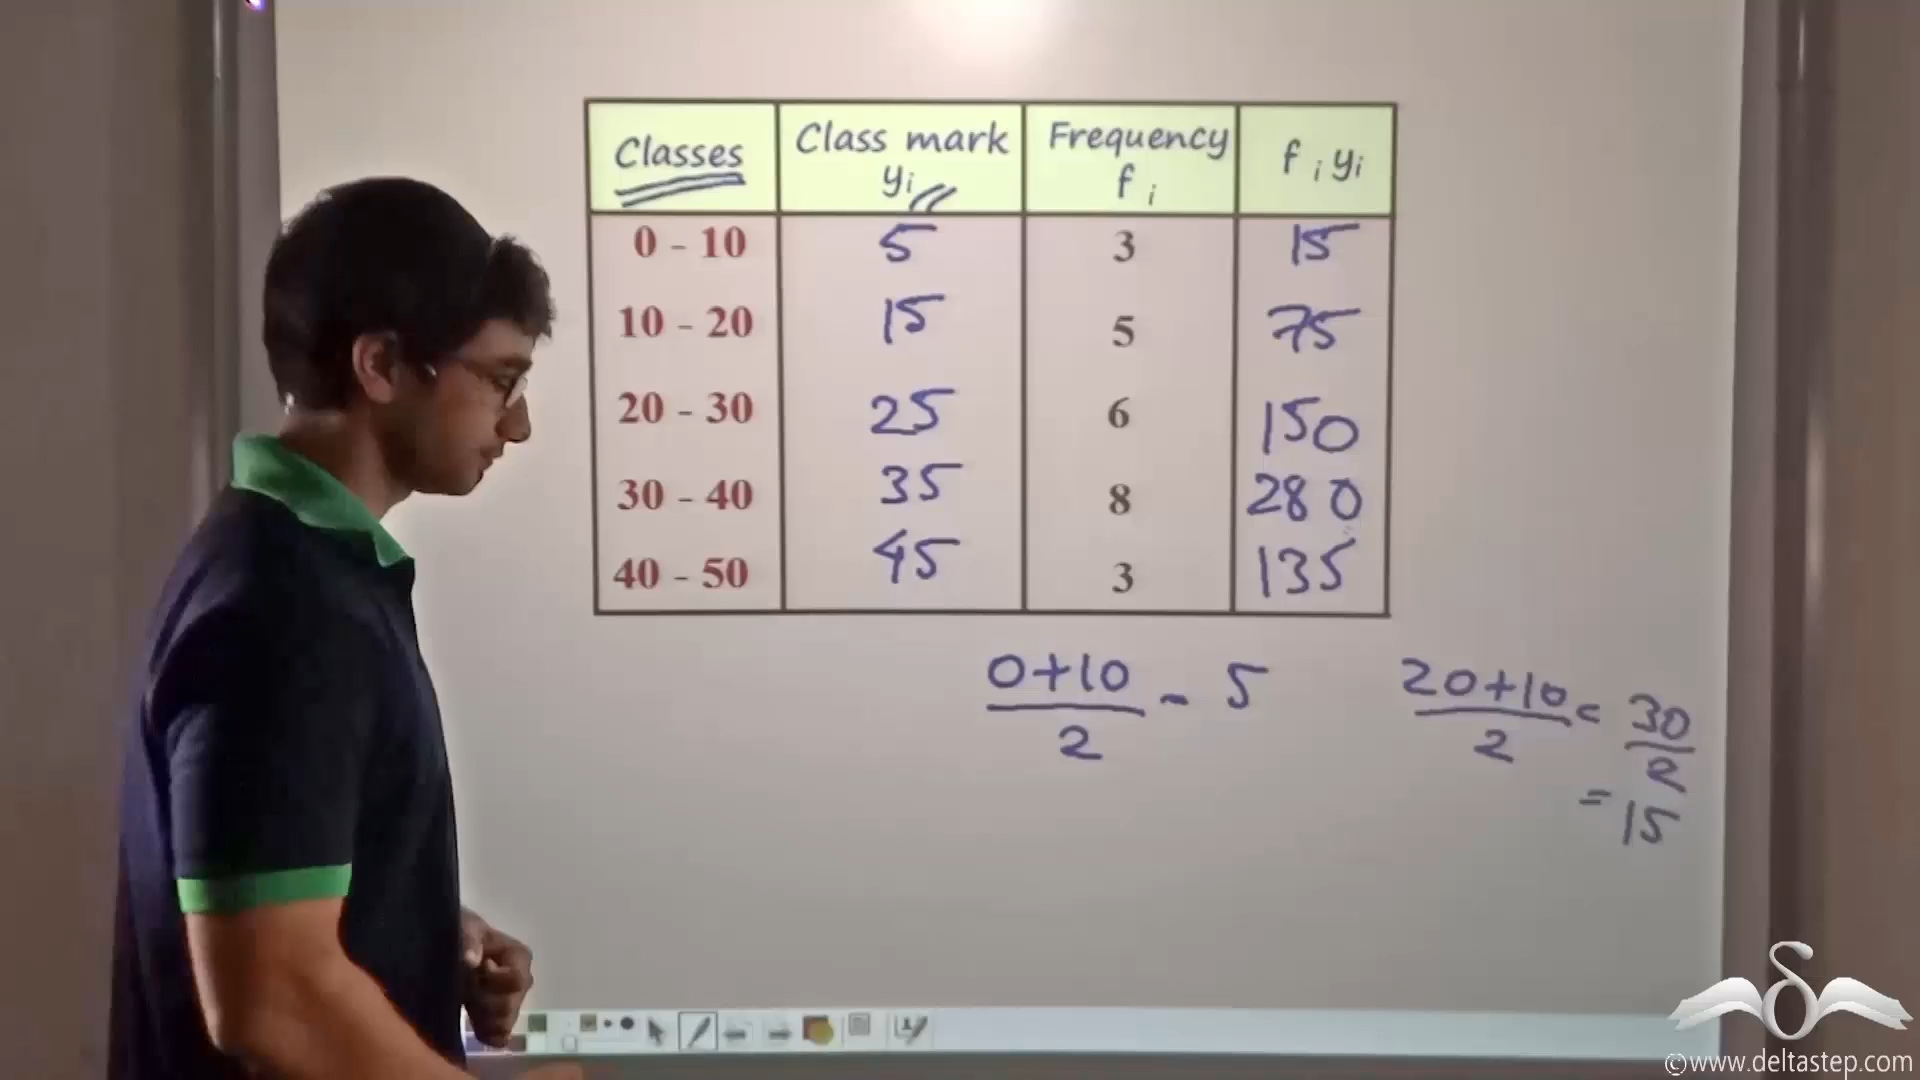 Classes Class mark yi Frequency fi fi yi
0 - 10 5 3 15
10 - 20 15 5 75
20 - 30 25 6 150
30 - 40 35 8 280
40 - 50 45 3 135
0+10 / 2 - 5
20+10 / 2 = 30 / 2
= 15
©www.deltastep.com